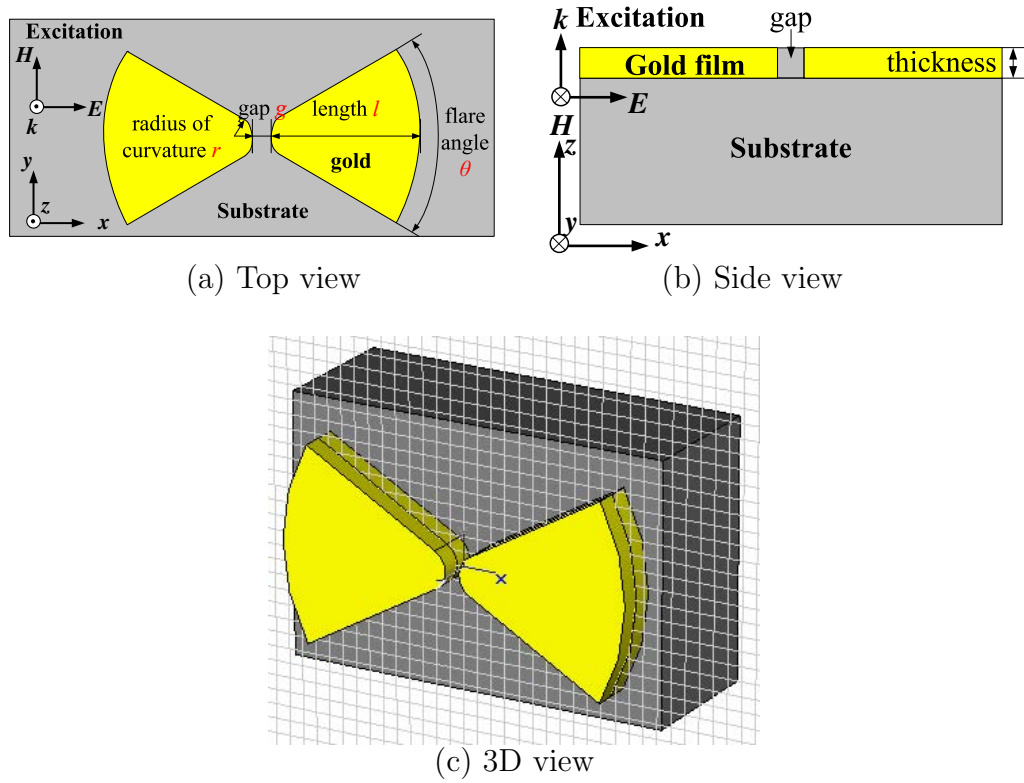 Excitation
H
E
k
gap g
length l
radius of
curvature r
flare
angle
θ
gold
y
z
x
Substrate
(a) Top view
k
Excitation
gap
Gold film
thickness
E
H
z
Substrate
y
x
(b) Side view
(c) 3D view